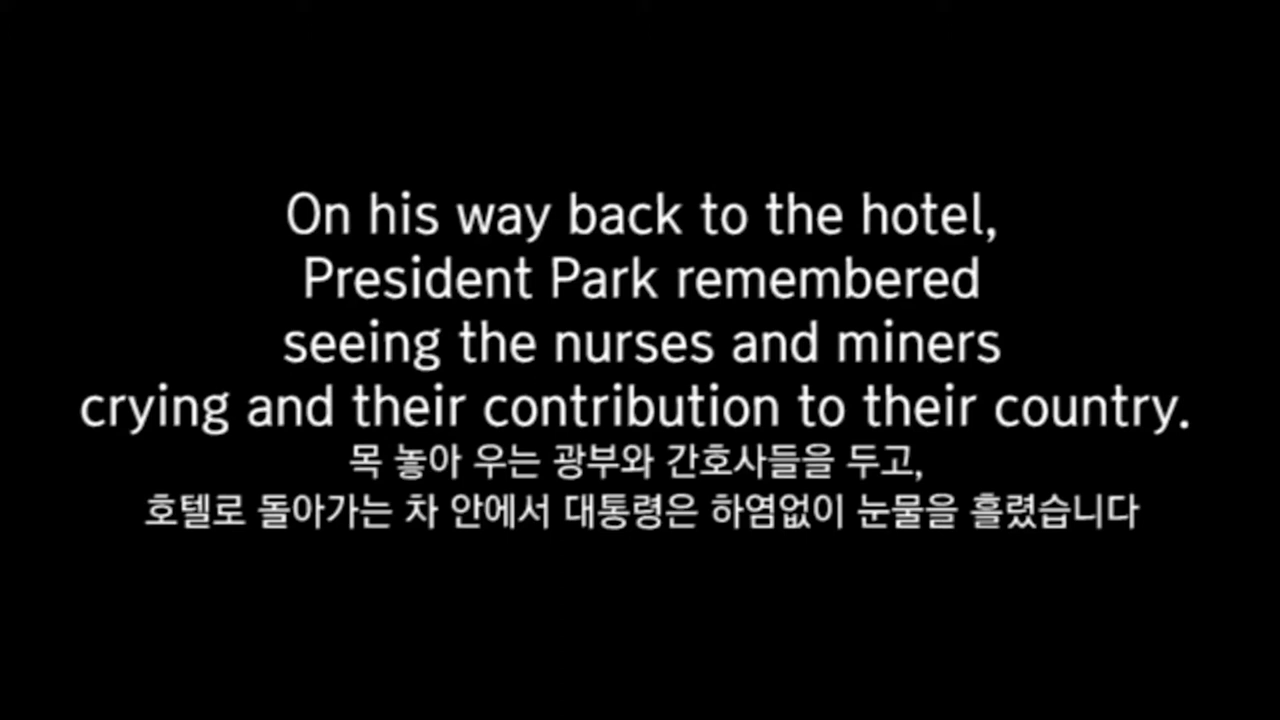 On his way back to the hotel,
President Park remembered
seeing the nurses and miners
crying and their contribution to their country.
목 놓아 우는 광부와 간호사들을 두고,
호텔로 돌아가는 차 안에서 대통령은 하염없이 눈물을 흘렸습니다